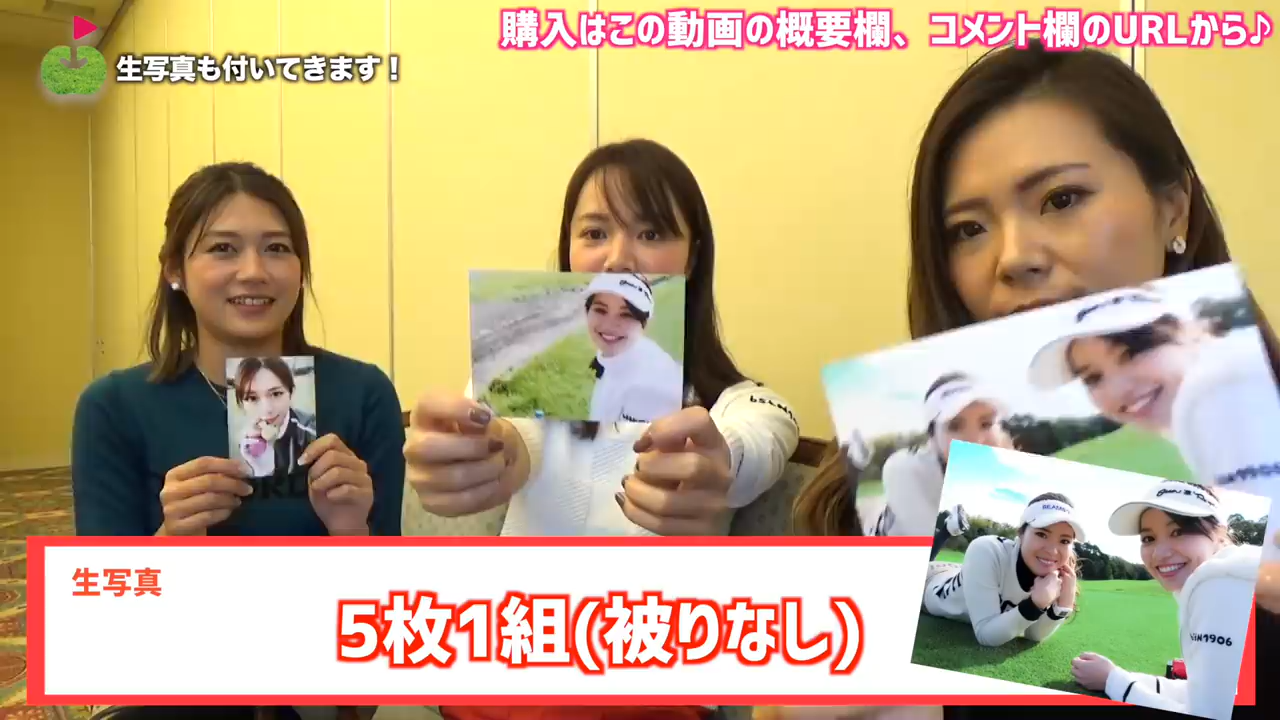 購入はこの動画の概要欄、コメント欄のURLから♪
生写真も付いてきます！
生写真
5枚1組(被りなし)
BEAMS
1906